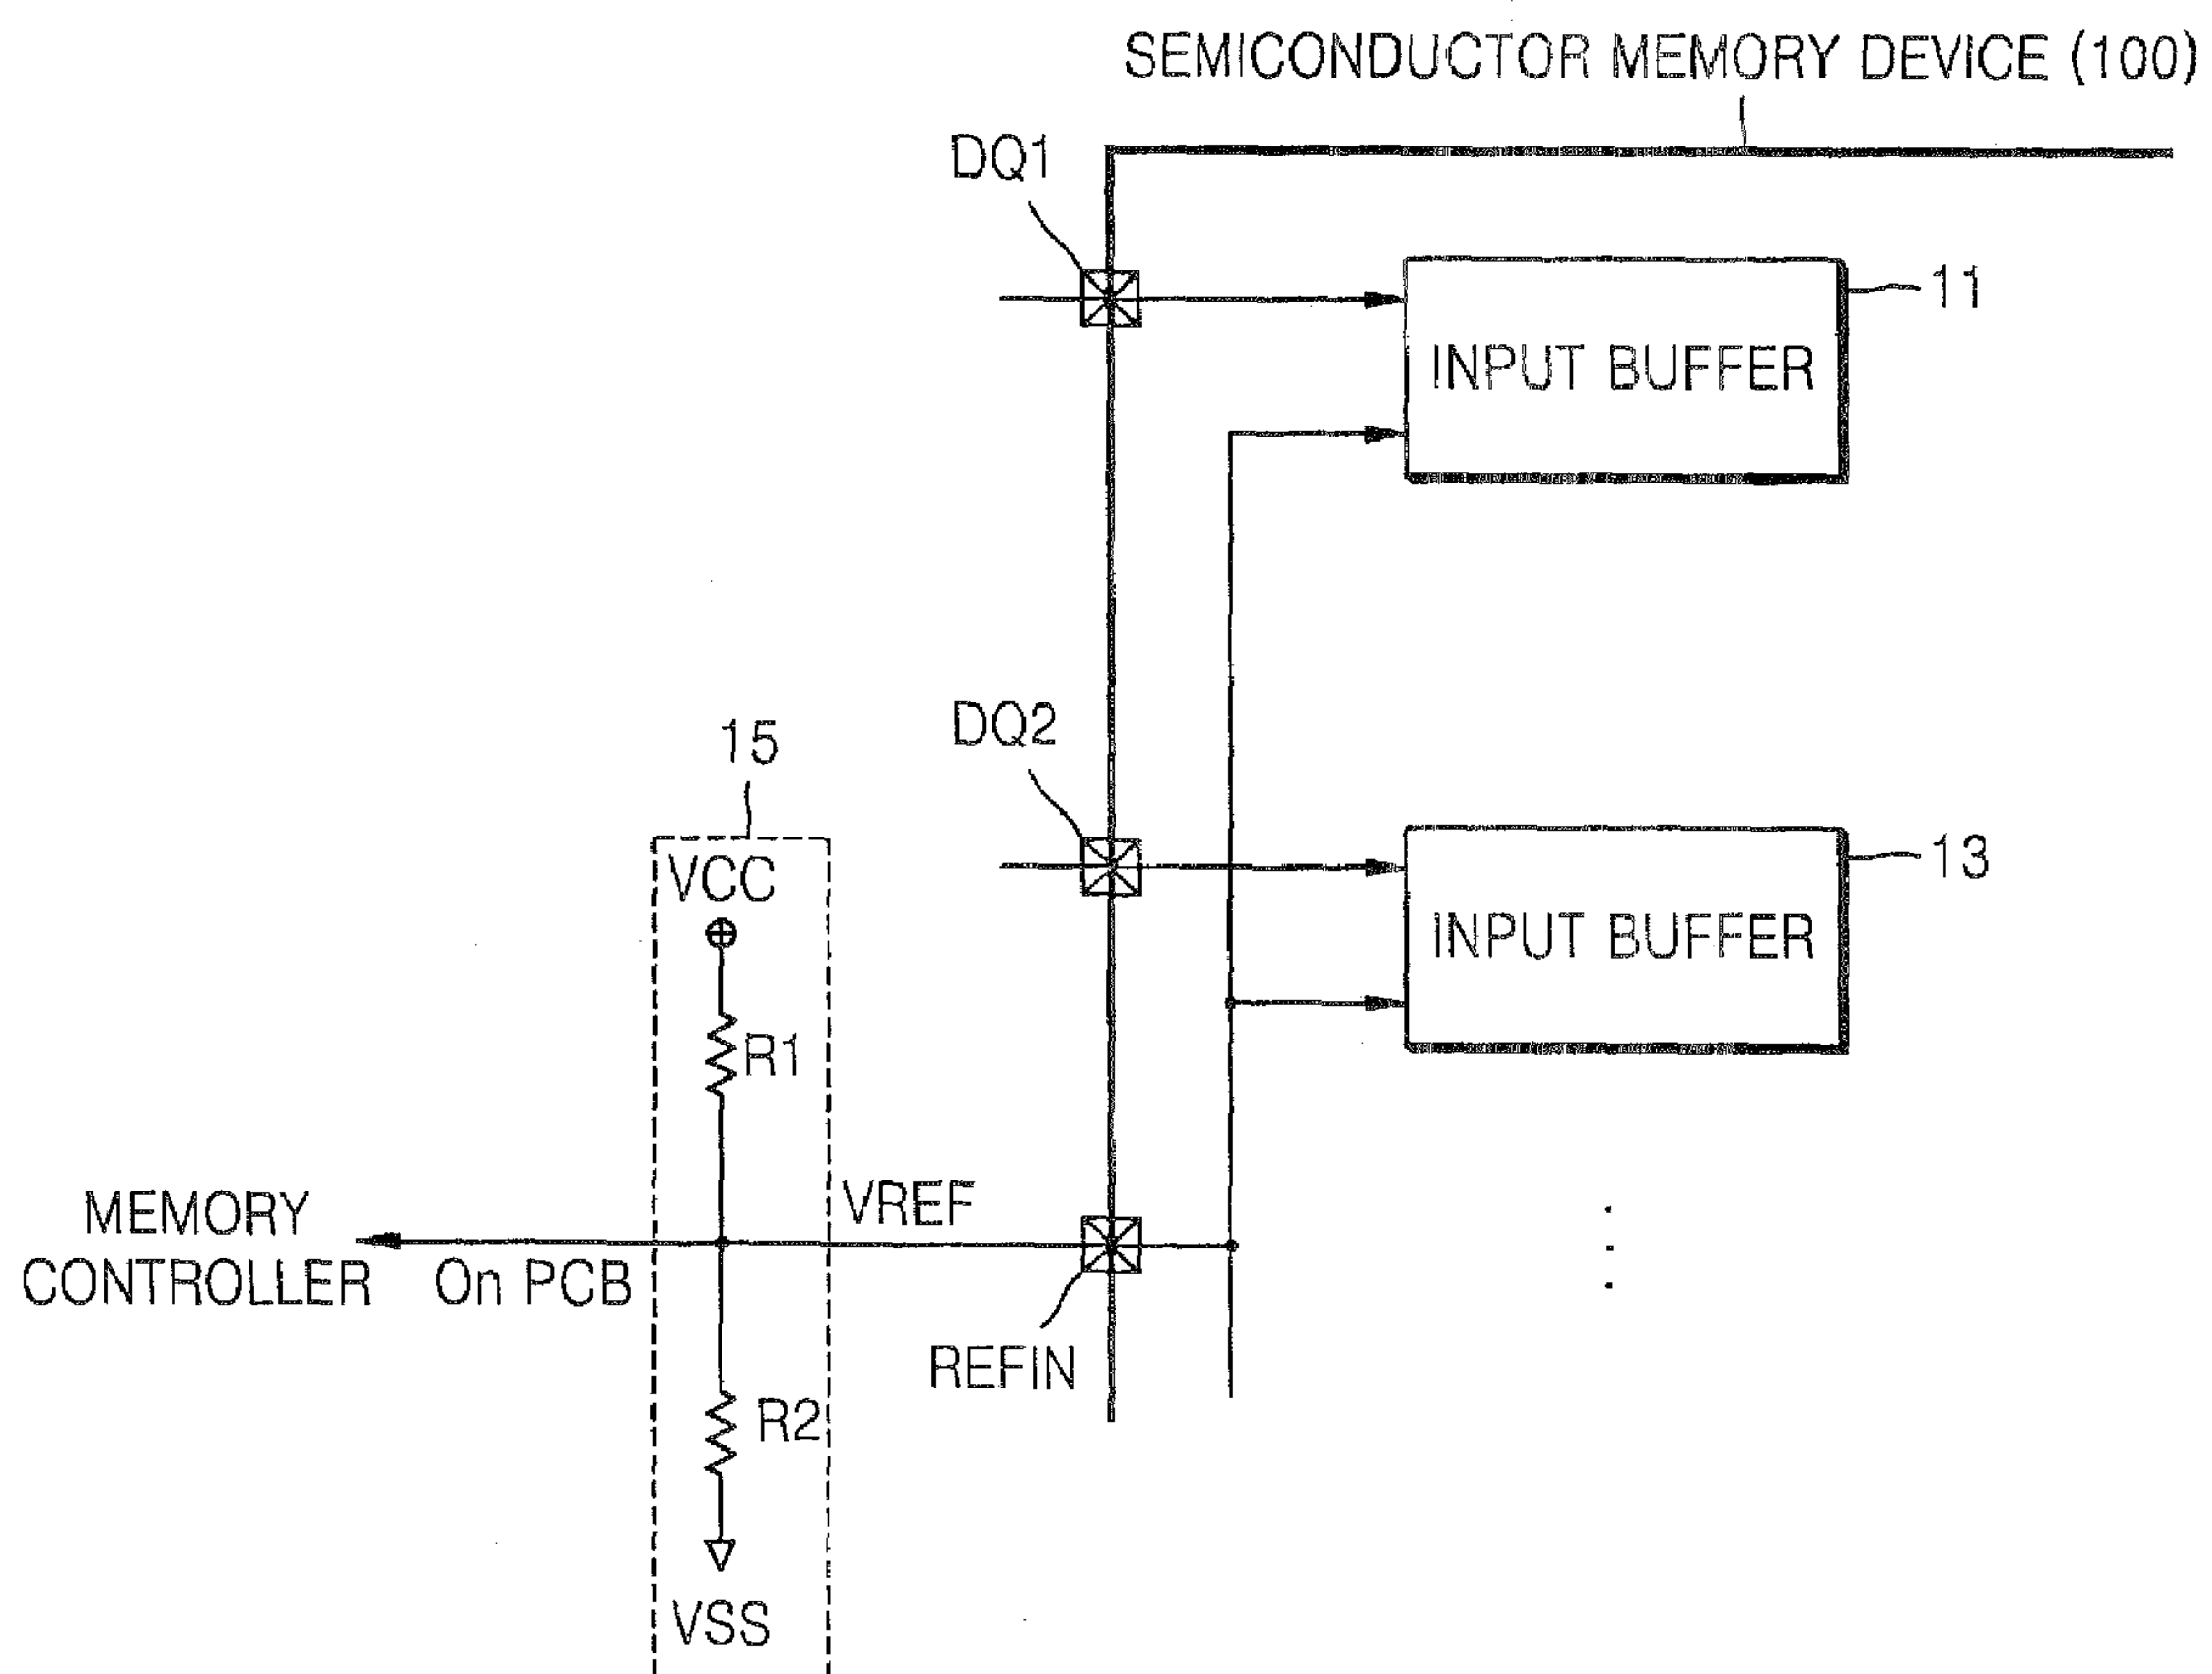 SEMICONDUCTOR MEMORY DEVICE (100)
DQ1
11
INPUT BUFFER
DQ2
15
13
VCC
INPUT BUFFER
R1
VREF
MEMORY
CONTROLLER
On PCB
REFIN
R2
VSS